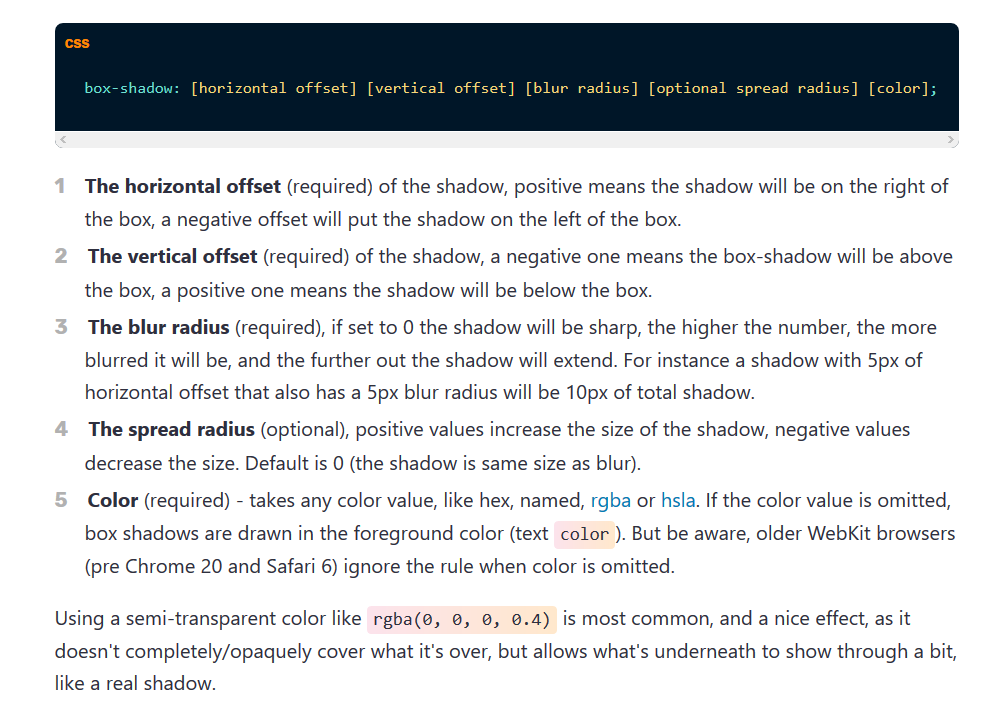 css
box-shadow: [horizontal offset] [vertical offset] [blur radius] [optional spread radius] [color];
1 The horizontal offset (required) of the shadow, positive means the shadow will be on the right of
the box, a negative offset will put the shadow on the left of the box.
2 The vertical offset (required) of the shadow, a negative one means the box-shadow will be above
the box, a positive one means the shadow will be below the box.
3 The blur radius (required), if set to 0 the shadow will be sharp, the higher the number, the more
blurred it will be, and the further out the shadow will extend. For instance a shadow with 5px of
horizontal offset that also has a 5px blur radius will be 10px of total shadow.
4 The spread radius (optional), positive values increase the size of the shadow, negative values
decrease the size. Default is 0 (the shadow is same size as blur).
5 Color (required) - takes any color value, like hex, named, rgba or hsla. If the color value is omitted,
box shadows are drawn in the foreground color (text color). But be aware, older WebKit browsers
(pre Chrome 20 and Safari 6) ignore the rule when color is omitted.
Using a semi-transparent color like rgba(0, 0, 0, 0.4) is most common, and a nice effect, as it
doesn't completely/opaquely cover what it's over, but allows what's underneath to show through a bit,
like a real shadow.